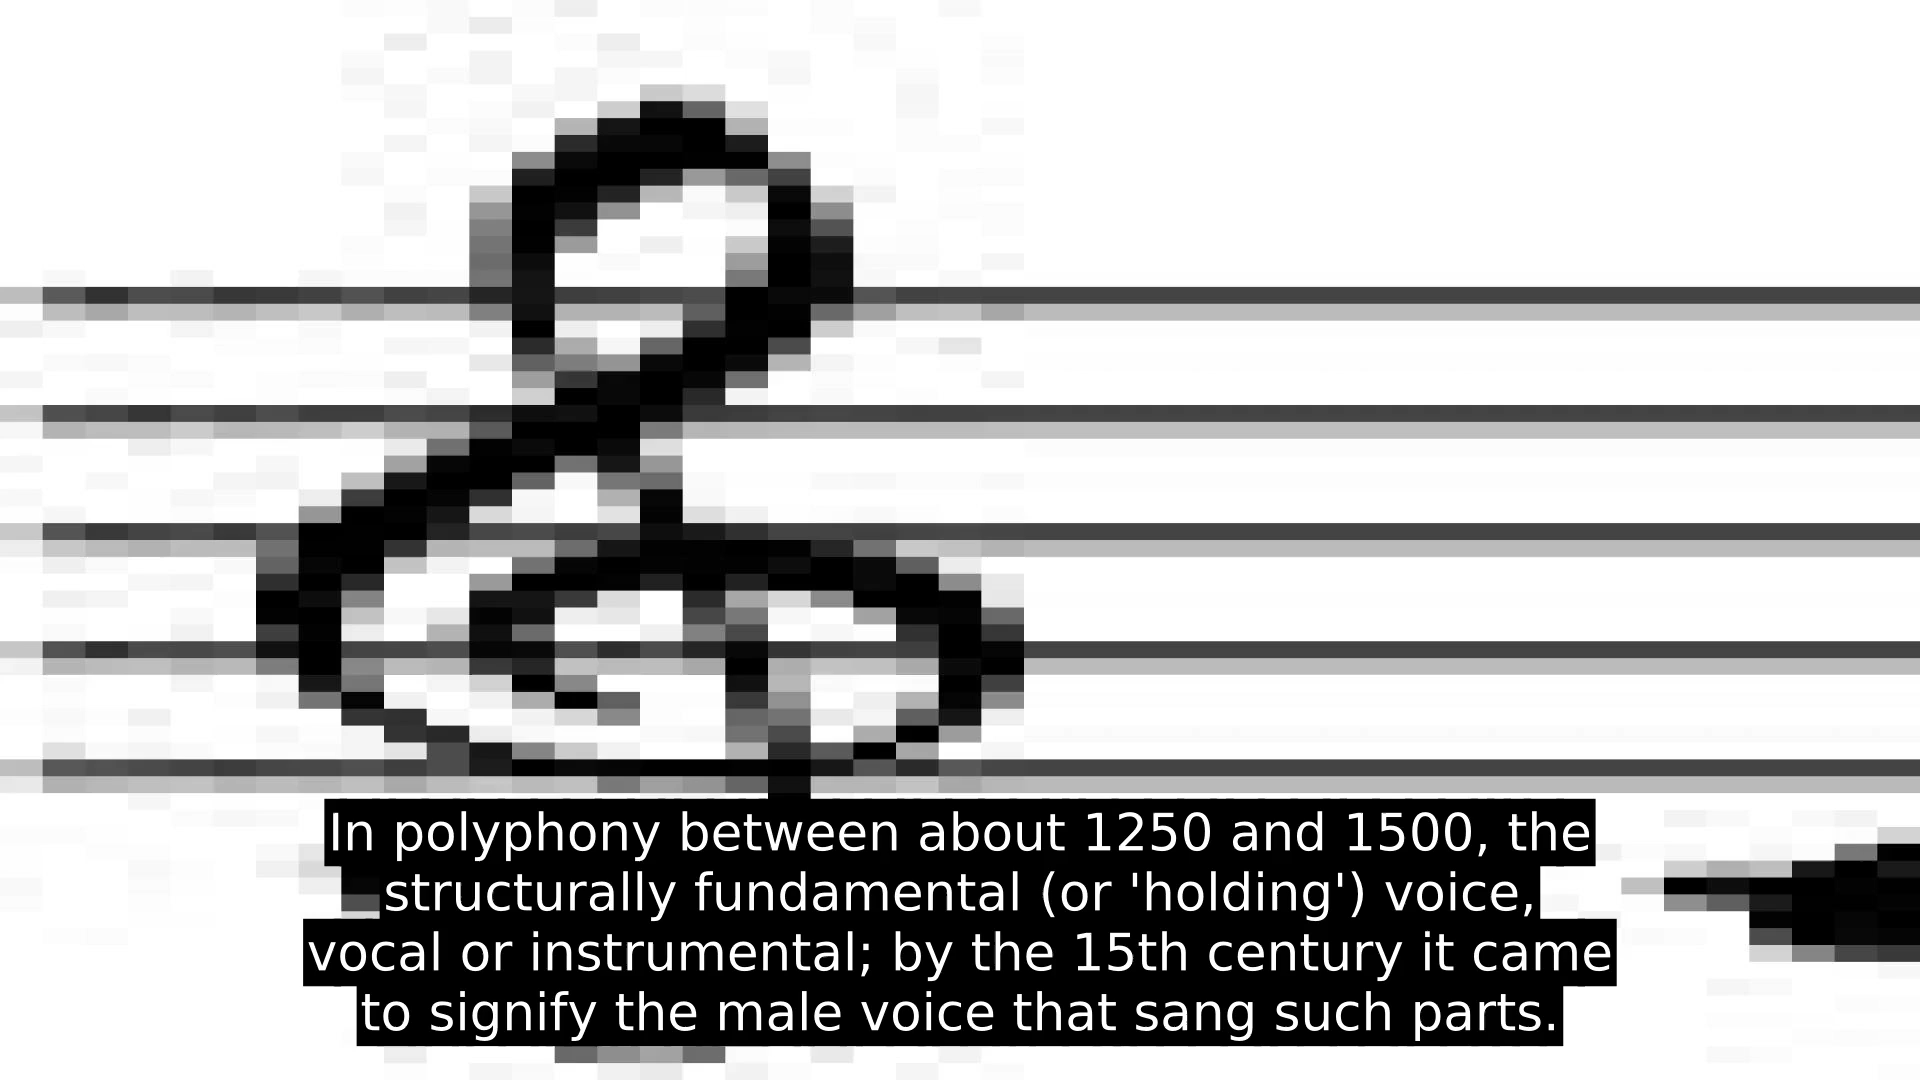 In polyphony between about 1250 and 1500, the
structurally fundamental (or 'holding') voice,
vocal or instrumental; by the 15th century it came
to signify the male voice that sang such parts.